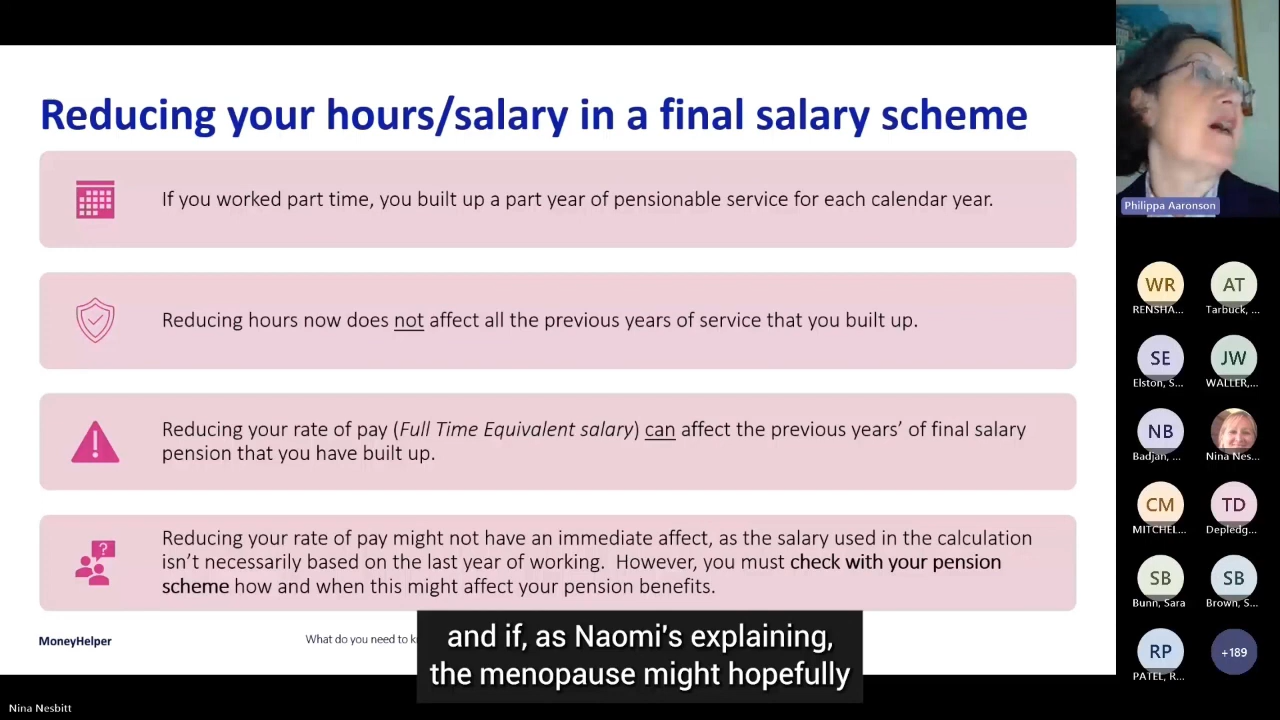 Reducing your hours/salary in a final salary scheme
If you worked part time, you built up a part year of pensionable service for each calendar year.
Reducing hours now does not affect all the previous years of service that you built up.
Reducing your rate of pay (Full Time Equivalent salary) can affect the previous years' of final salary
pension that you have built up.
Reducing your rate of pay might not have an immediate affect, as the salary used in the calculation
isn't necessarily based on the last year of working. However, you must check with your pension
scheme how and when this might affect your pension benefits.
MoneyHelper
What do you need to
and if, as Naomi's explaining,
the menopause might hopefully
Nina Nesbitt
Philippa Aaronson
WR
RENSHA...
AT
Tarbuck, ...
SE
Elston, S...
JW
WALLER,...
NB
Badjan, ...
Nina Nes...
CM
MITCHEL...
TD
Depledg...
SB
Bunn, Sara
SB
Brown, S...
RP
PATEL, R...
+189